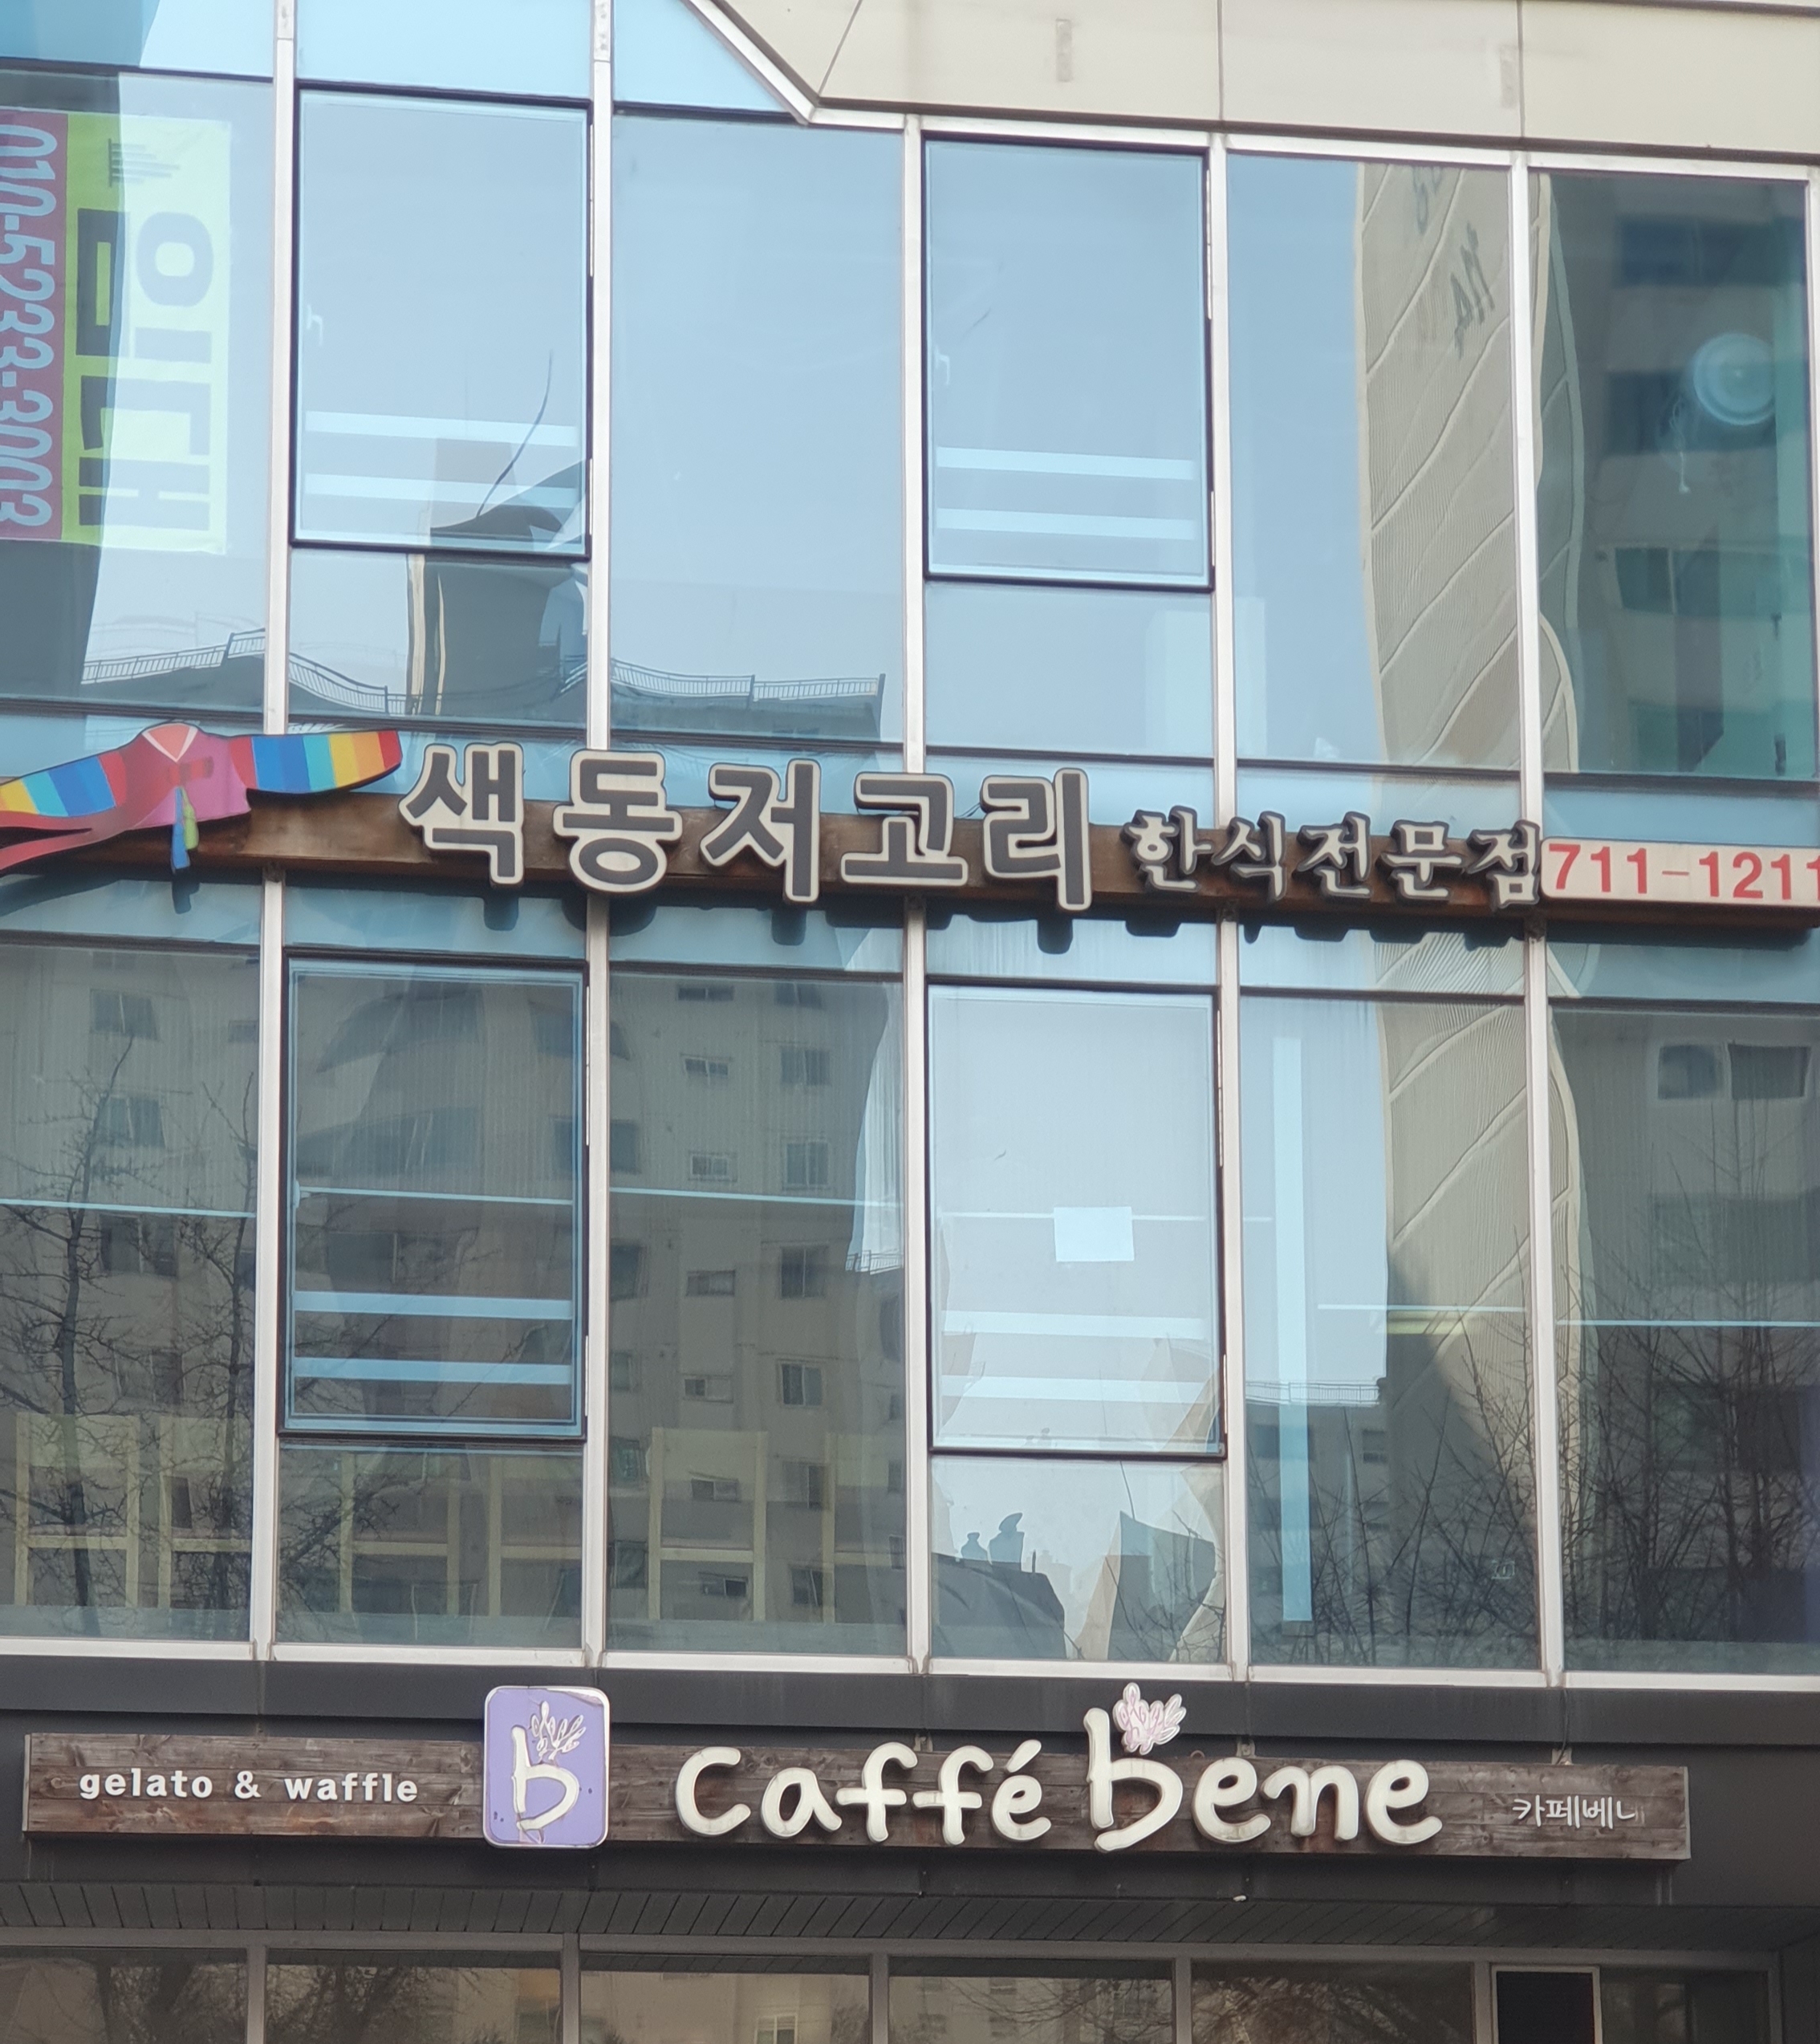 임대
010-5233-3003
색동저고리 한식전문점 711-1211
gelato & waffle b caffé bene 카페베네